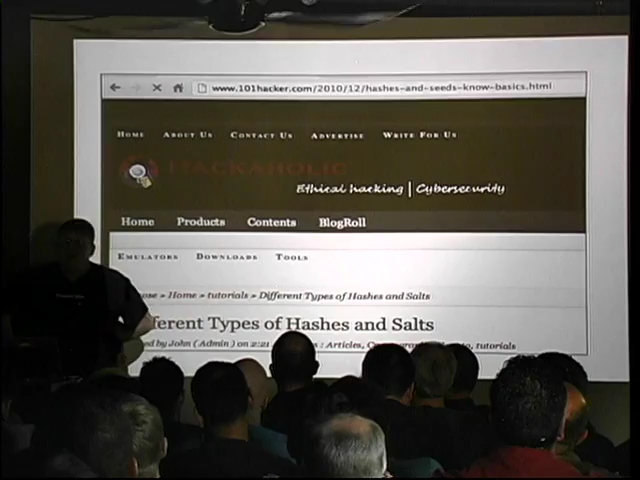 www.101hacker.com/2010/12/hashes-and-seeds-know-basics.html
Home About Us Contact Us Advertise Write For Us
HACKAHOLIC
Ethical hacking | Cybersecurity
Home Products Contents BlogRoll
Emulators Downloads Tools
» Home » tutorials » Different Types of Hashes and Salts
ferent Types of Hashes and Salts
by John ( Admin ) on 2:21 : Articles, tutorials